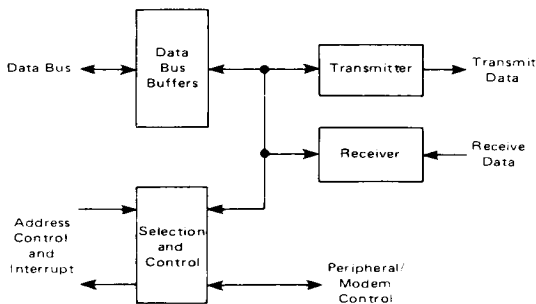 Data Bus
Data
Bus
Buffers
Transmitter
Transmit
Data
Receiver
Receive
Data
Address
Control
and
Interrupt
Selection
and
Control
Peripheral/
Modem
Control